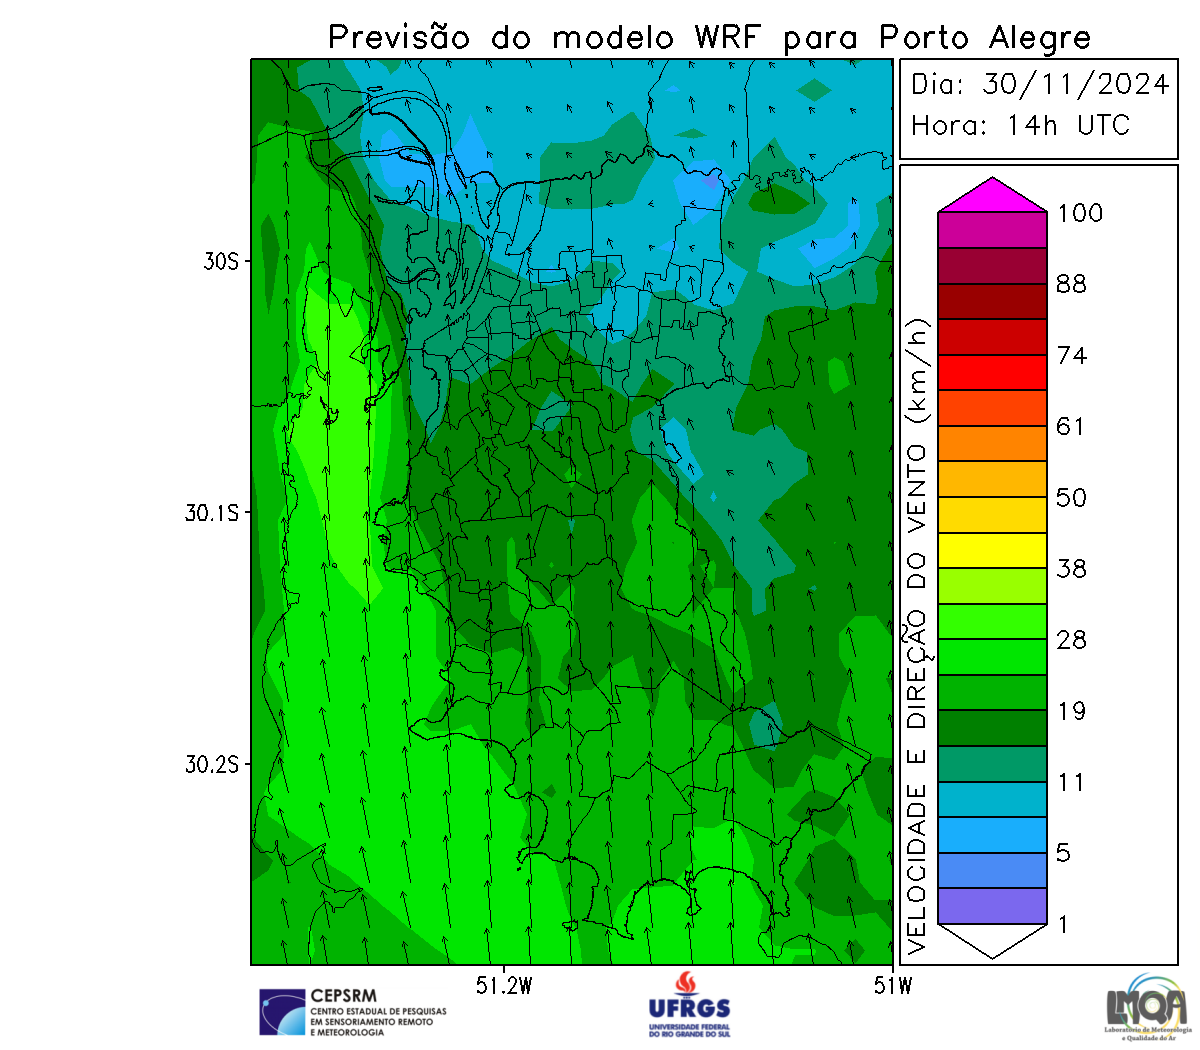 Previsão do modelo WRF para Porto Alegre
Dia: 30/11/2024
Hora: 14h UTC
VELOCIDADE E DIREÇÃO DO VENTO (km/h)
100
88
74
61
50
38
28
19
11
5
1
30S
30.1S
30.2S
51.2W
51W
CEPSRM
CENTRO ESTADUAL DE PESQUISAS
EM SENSORIAMENTO REMOTO
E METEOROLOGIA
UFRGS
UNIVERSIDADE FEDERAL
DO RIO GRANDE DO SUL
LMQA
Laboratório de Meteorologia
e Qualidade do Ar